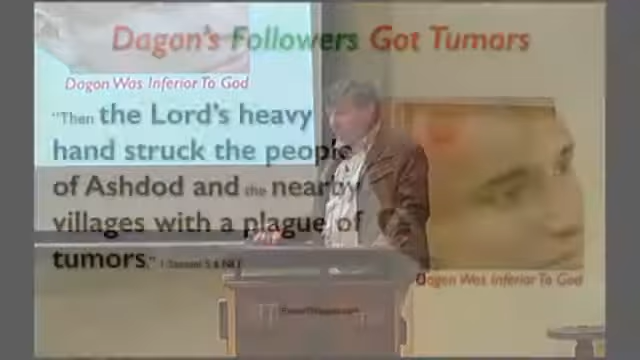 Dagon's Followers Got Tumors
Dagon Was Inferior To God
"Then the Lord's heavy
hand struck the people
of Ashdod and the nearby
villages with a plague of
tumors."
Dagon Was Inferior To God